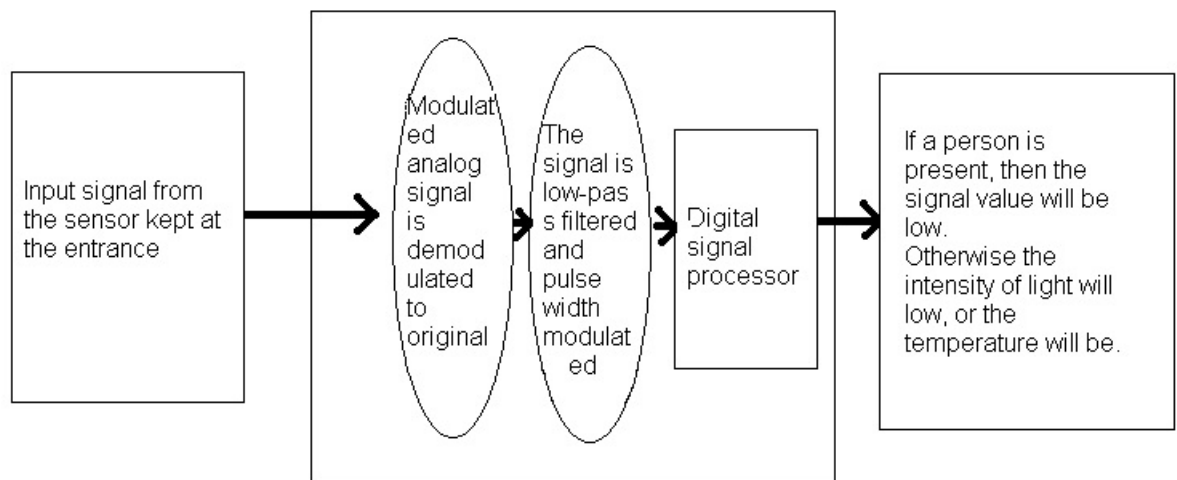 Input signal from
the sensor kept at
the entrance
Modulat
ed
analog
signal
is
demod
ulated
to
original
The
signal is
low-pas
s filtered
and
pulse
width
modulat
ed
Digital
signal
processor
If a person is
present, then the
signal value will be
low.
Otherwise the
intensity of light will
low, or the
temperature will be.